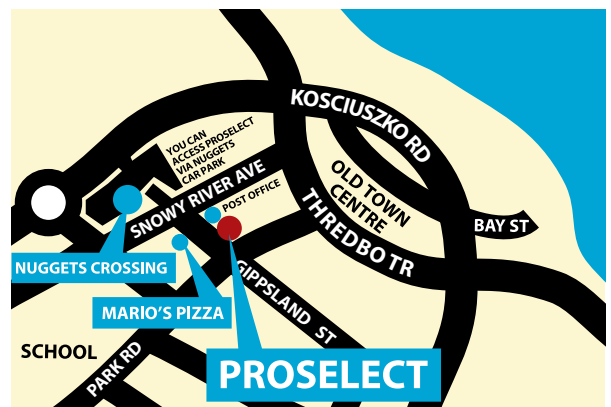 KOSCIUSZKO RD
YOU CAN
ACCESS PROSELECT
VIA NUGGETS
CAR PARK
SNOWY RIVER AVE
POST OFFICE
OLD TOWN
CENTRE
THREDBO TR
BAY ST
NUGGETS CROSSING
MARIO'S PIZZA
GIPPSLAND ST
SCHOOL
PARK RD
PROSELECT